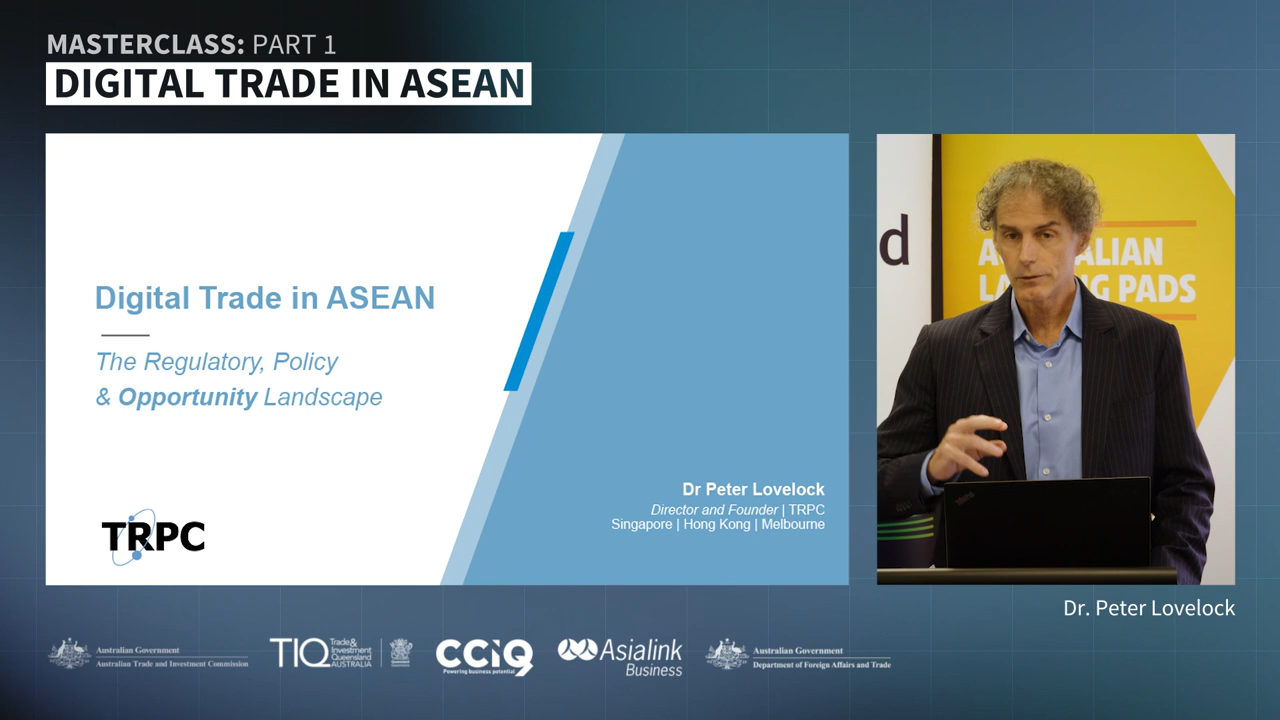 MASTERCLASS: PART 1
DIGITAL TRADE IN ASEAN
Digital Trade in ASEAN
The Regulatory, Policy
& Opportunity Landscape
TRPC
Dr Peter Lovelock
Director and Founder | TRPC
Singapore | Hong Kong | Melbourne
d
A ALIAN
LA G PADS
Dr. Peter Lovelock
Australian Government
Australian Trade and Investment Commission
TIQ
Trade&
Investment
Queensland
AUSTRALIA
CCIQ
Powering business potential
Asialink
Business
Australian Government
Department of Foreign Affairs and Trade